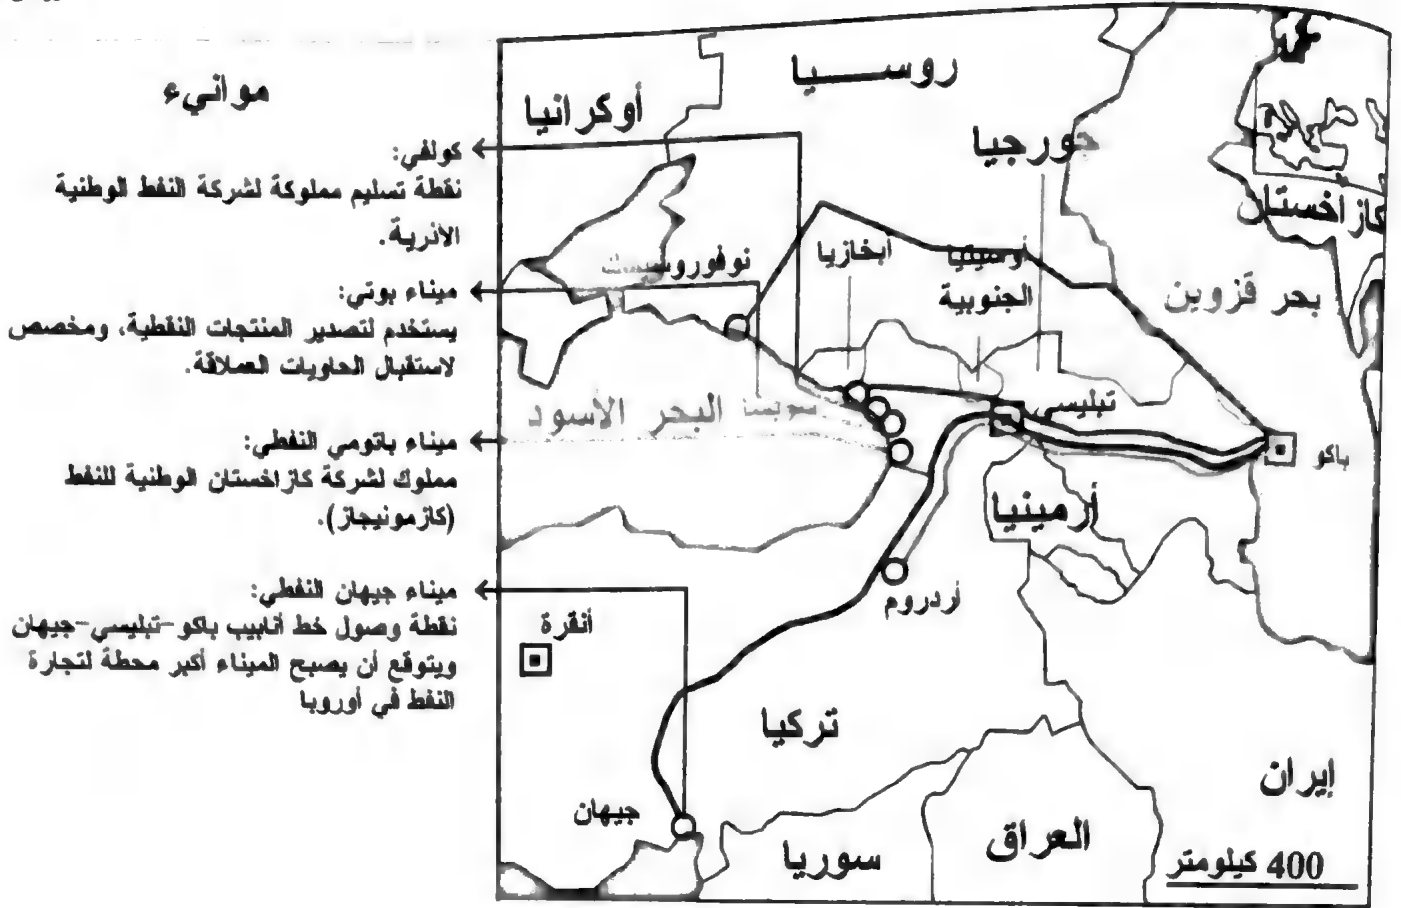 موانيء
كولفي:
نقطة تسليم مملوكة لشركة النفط الوطنية
الأذرية.
ميناء بوتي:
يستخدم لتصدير المنتجات النفطية، ومخصص
لاستقبال الحاويات العملاقة.
ميناء باتومي النفطي:
مملوك لشركة كازاخستان الوطنية للنفط
(كازمونيجاز).
ميناء جيهان النفطي:
نقطة وصول خط أنابيب باكو-تبليسي-جيهان
ويتوقع أن يصبح الميناء أكبر محطة لتجارة
النفط في أوروبا
روســـيا
أوكرانيا
جورجيا
كازاخستان
أبخازيا
أوسيتيا
الجنوبية
نوفوروسيسك
بحر قزوين
البحر الأسود
تبليسي
باكو
أرمينيا
أردروم
أنقرة
تركيا
إيران
جيهان
سوريا
العراق
400 كيلومتر